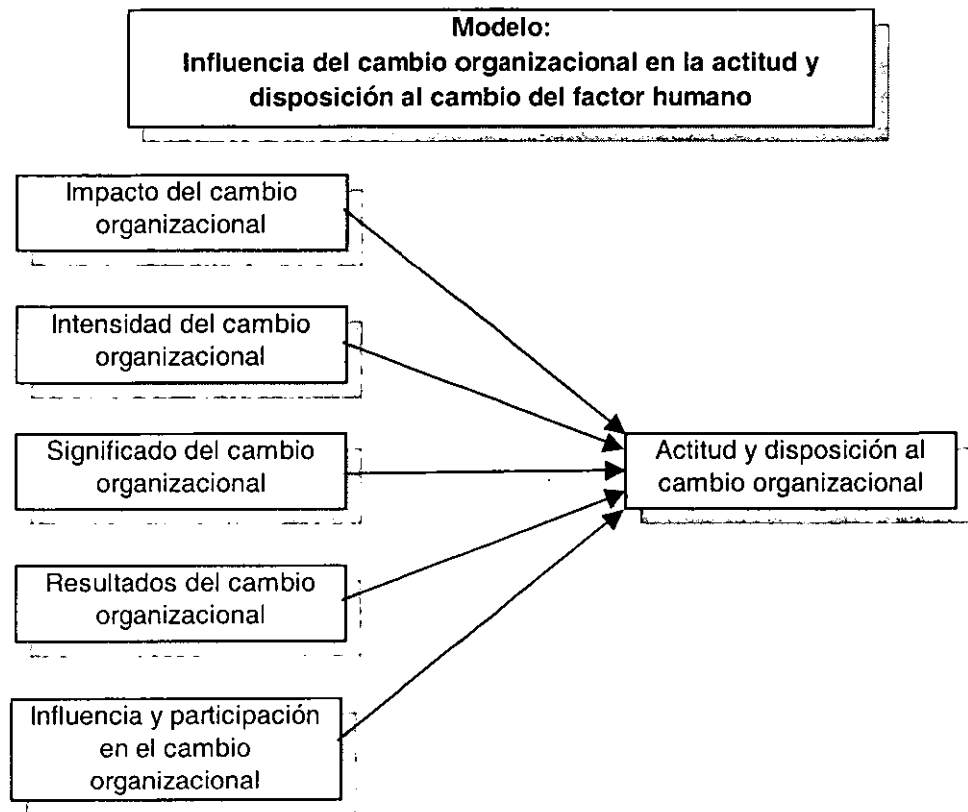 Modelo:
Influencia del cambio organizacional en la actitud y
disposición al cambio del factor humano
Impacto del cambio
organizacional
Intensidad del cambio
organizacional
Significado del cambio
organizacional
Actitud y disposición al
cambio organizacional
Resultados del cambio
organizacional
Influencia y participación
en el cambio
organizacional